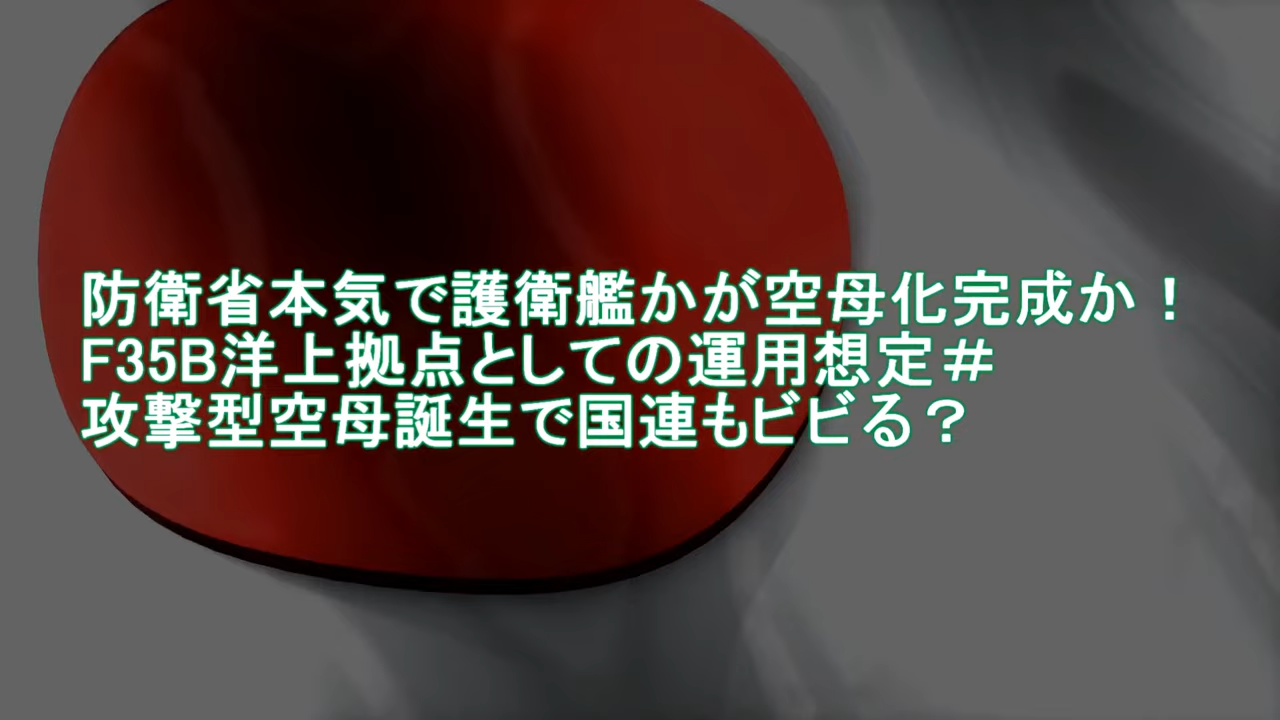 防衛省本気で護衛艦かが空母化完成か！
F35B洋上拠点としての運用想定＃
攻撃型空母誕生で国連もビビる？